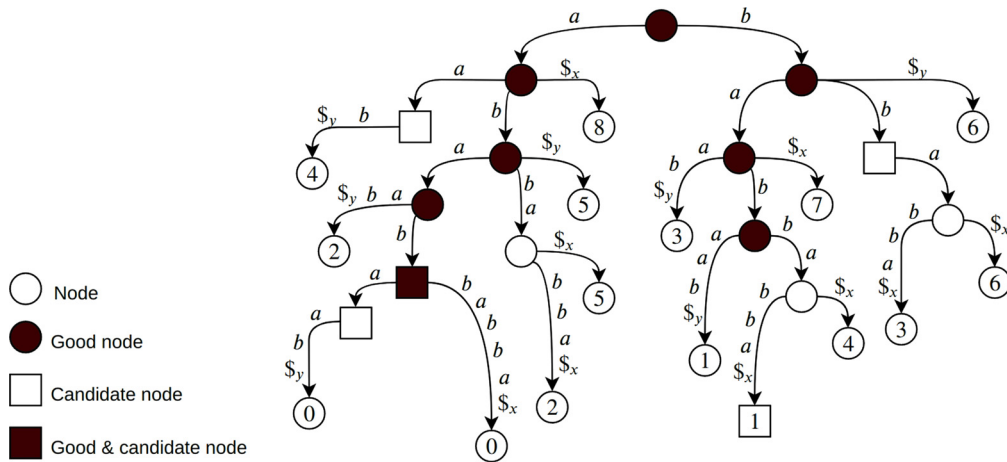 a b
a $x $y
$y b b a b 8 6
4 a $y b $x a
$y b a b 5 b b 7
2 a $y 3 b $x
b $x a b 3 6
a b b 5 a a $x
a a b b b $x
b b a $y b 4
$y b $x 1 a
0 a 2 $x
$x 1
0
Node
Good node
Candidate node
Good & candidate node